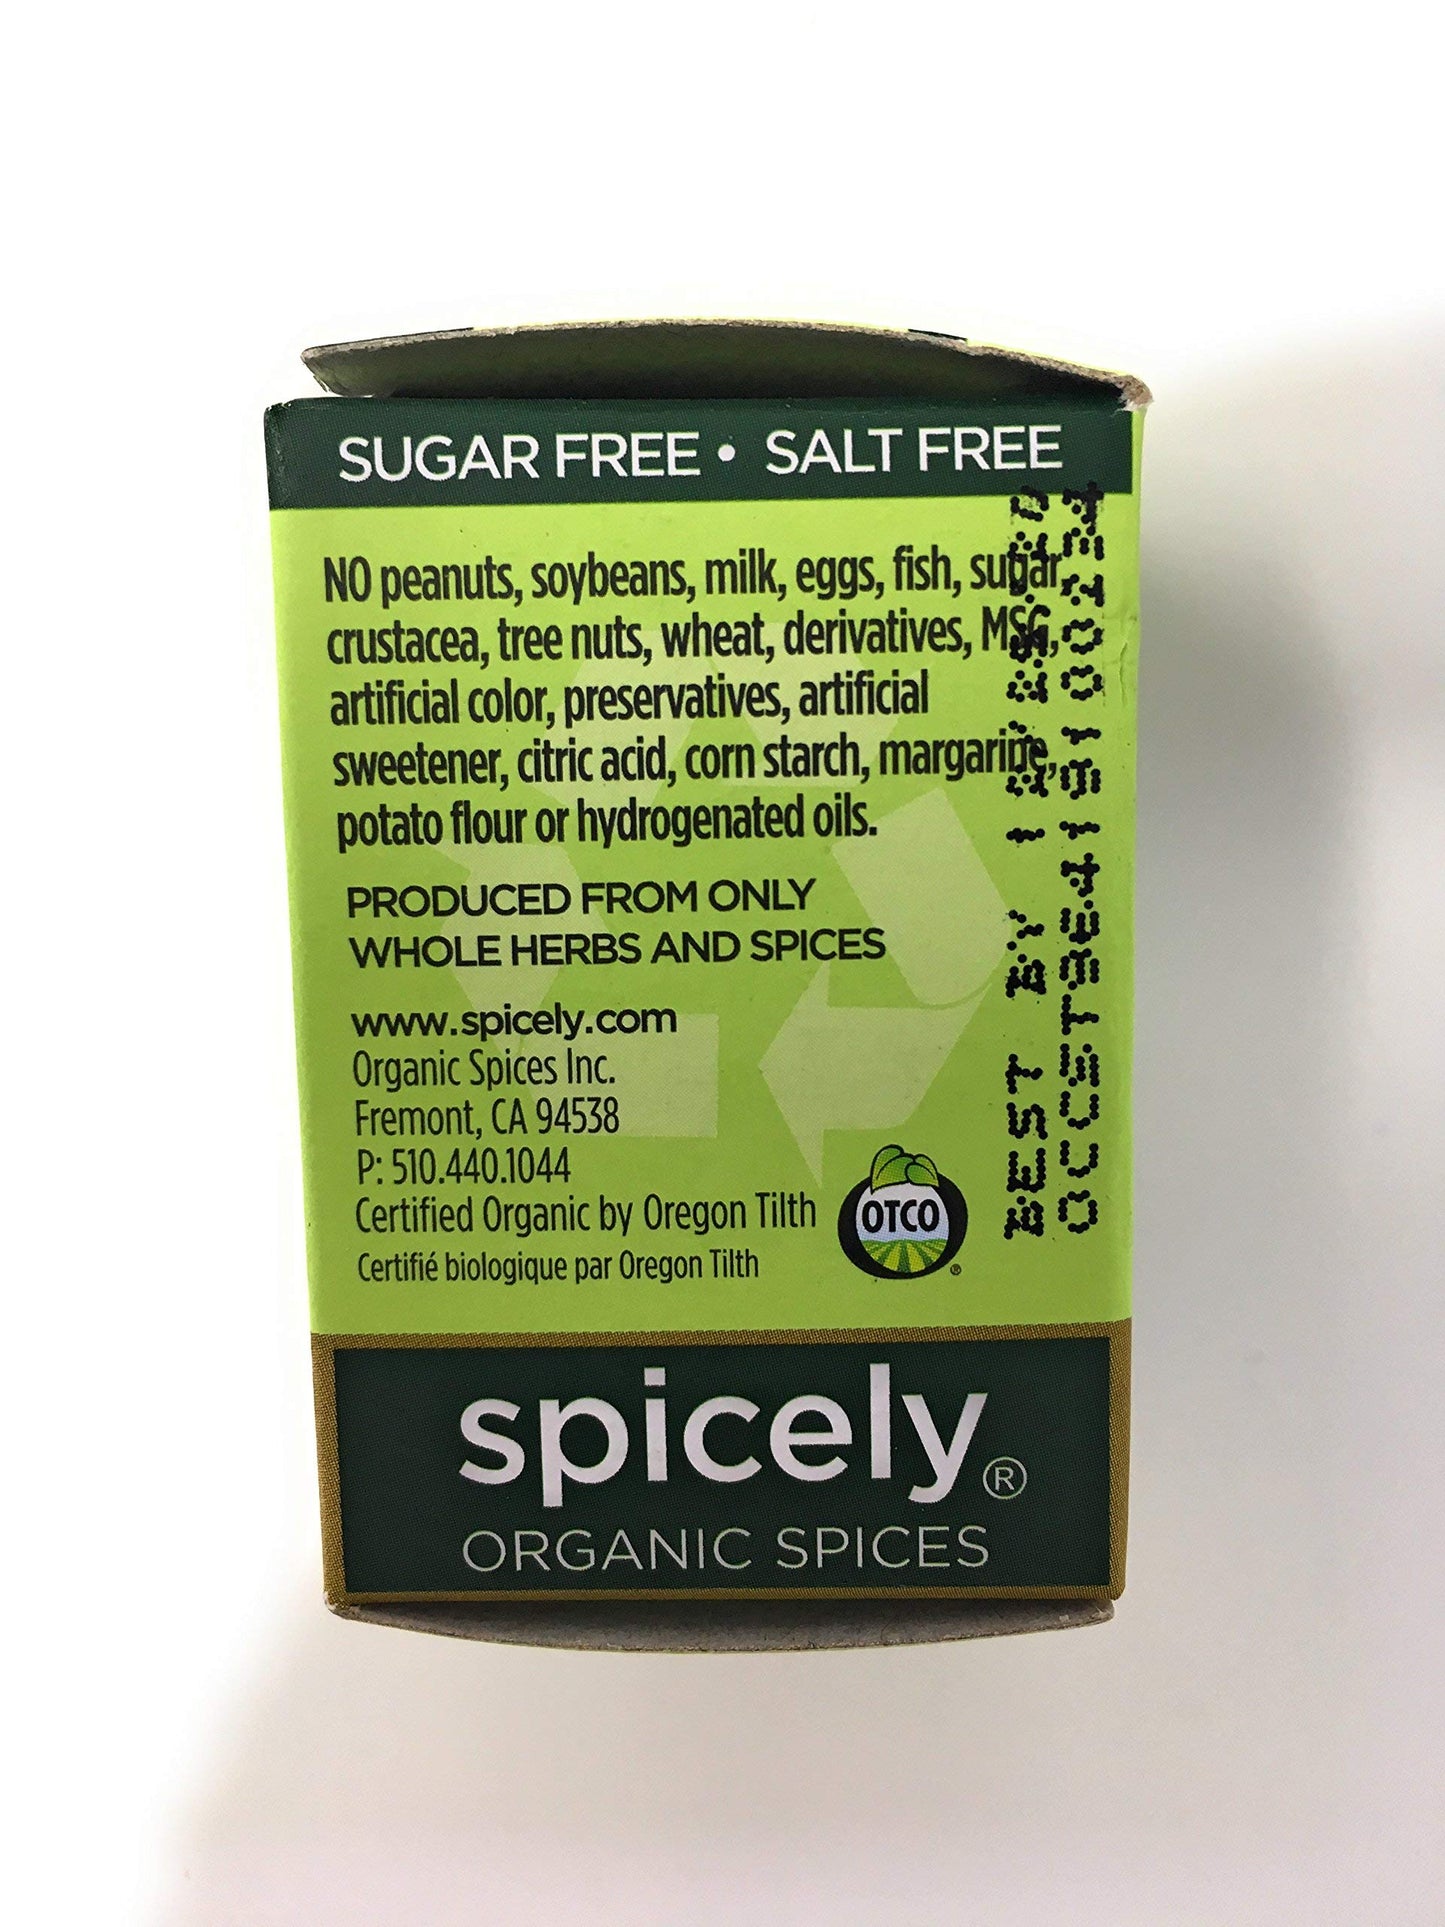 SUGAR FREE • SALT FREE
NO peanuts, soybeans, milk, eggs, fish, sugar,
crustacea, tree nuts, wheat, derivatives, MSG,
artificial color, preservatives, artificial
sweetener, citric acid, corn starch, margarine,
potato flour or hydrogenated oils.
PRODUCED FROM ONLY
WHOLE HERBS AND SPICES
www.spicely.com
Organic Spices Inc.
Fremont, CA 94538
P: 510.440.1044
Certified Organic by Oregon Tilth
Certifié biologique par Oregon Tilth
OTCO®
BEST BY
spicely®
ORGANIC SPICES